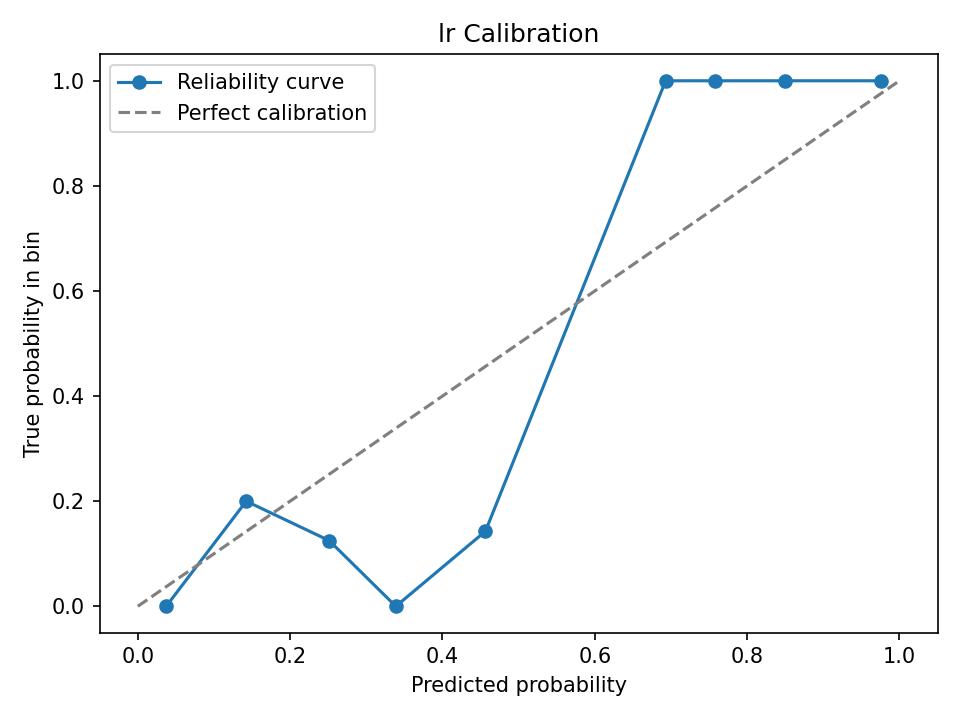 lr Calibration
Reliability curve
Perfect calibration
True probability in bin
1.0
0.8
0.6
0.4
0.2
0.0
0.0 0.2 0.4 0.6 0.8 1.0
Predicted probability